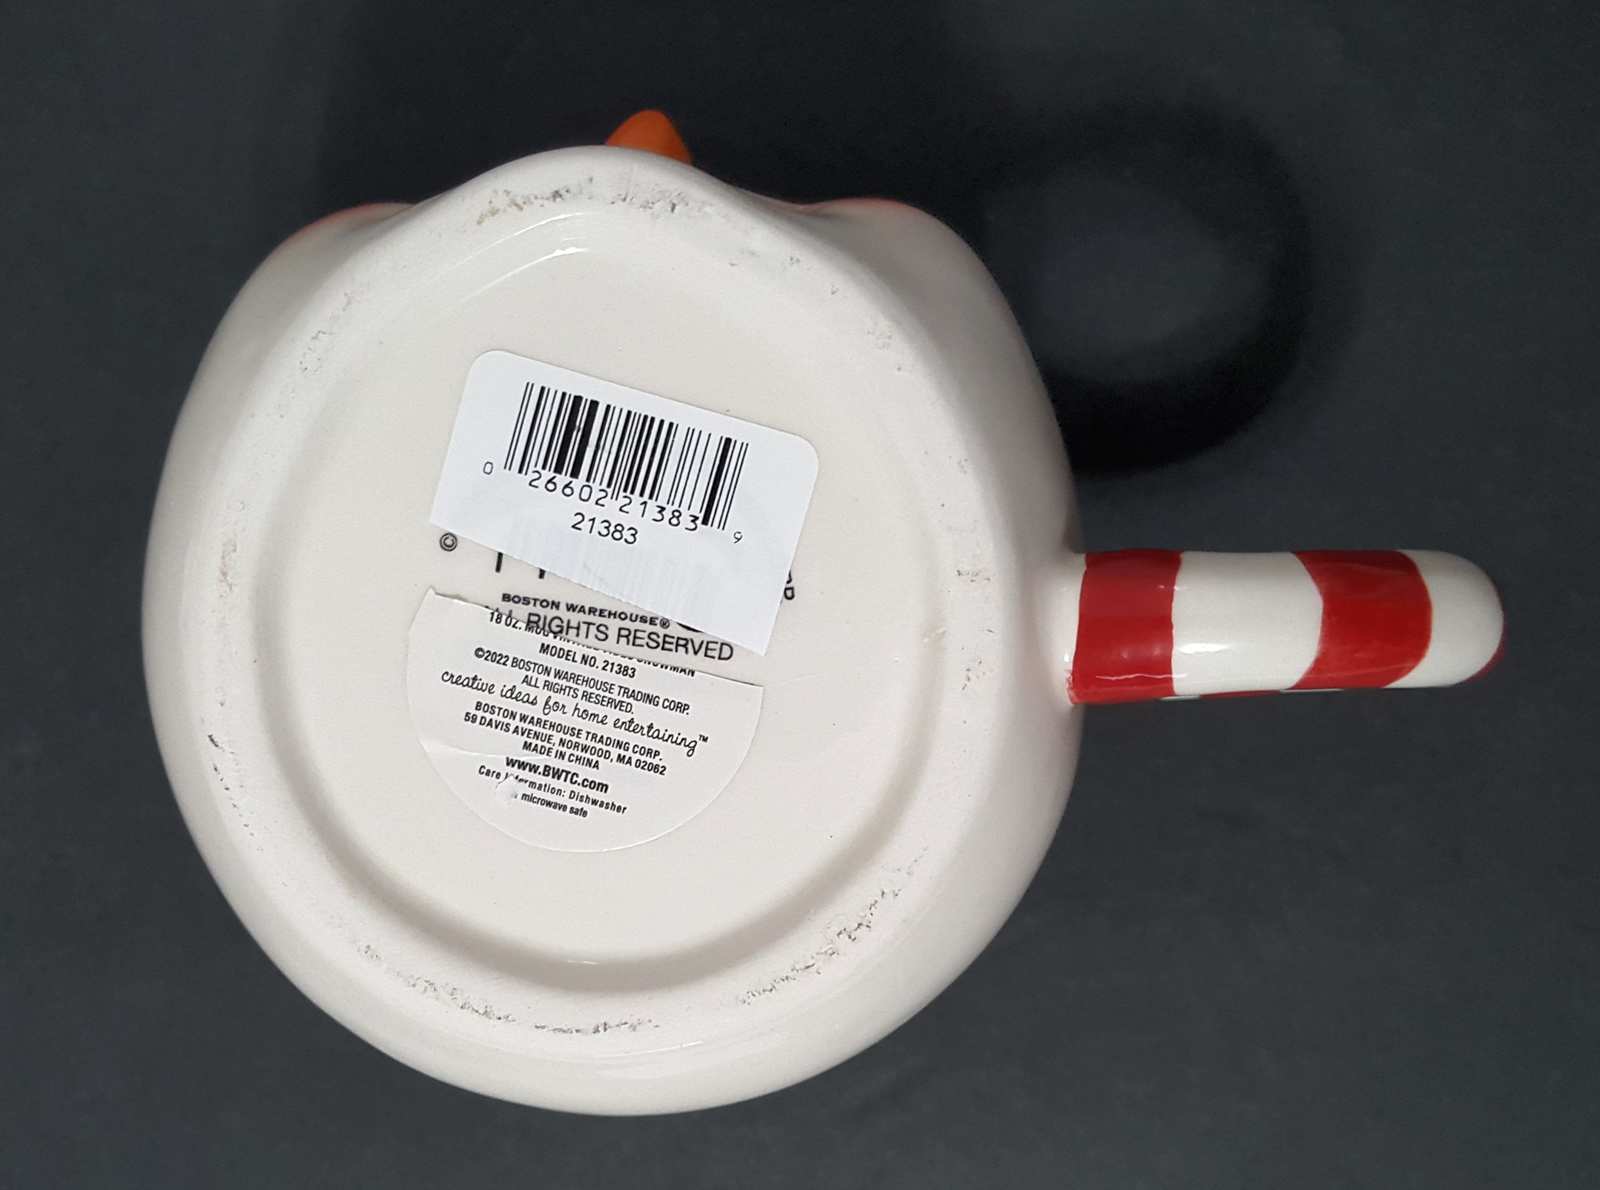 0 26602 21383 9
21383
©
BOSTON WAREHOUSE®
RIGHTS RESERVED
18 OZ. MUG SNOWMAN
MODEL NO. 21383
©2022 BOSTON WAREHOUSE TRADING CORP.
ALL RIGHTS RESERVED.
creative ideas for home entertaining™
BOSTON WAREHOUSE TRADING CORP.
59 DAVIS AVENUE, NORWOOD, MA 02062
MADE IN CHINA
www.BWTC.com
Care Information: Dishwasher
microwave safe